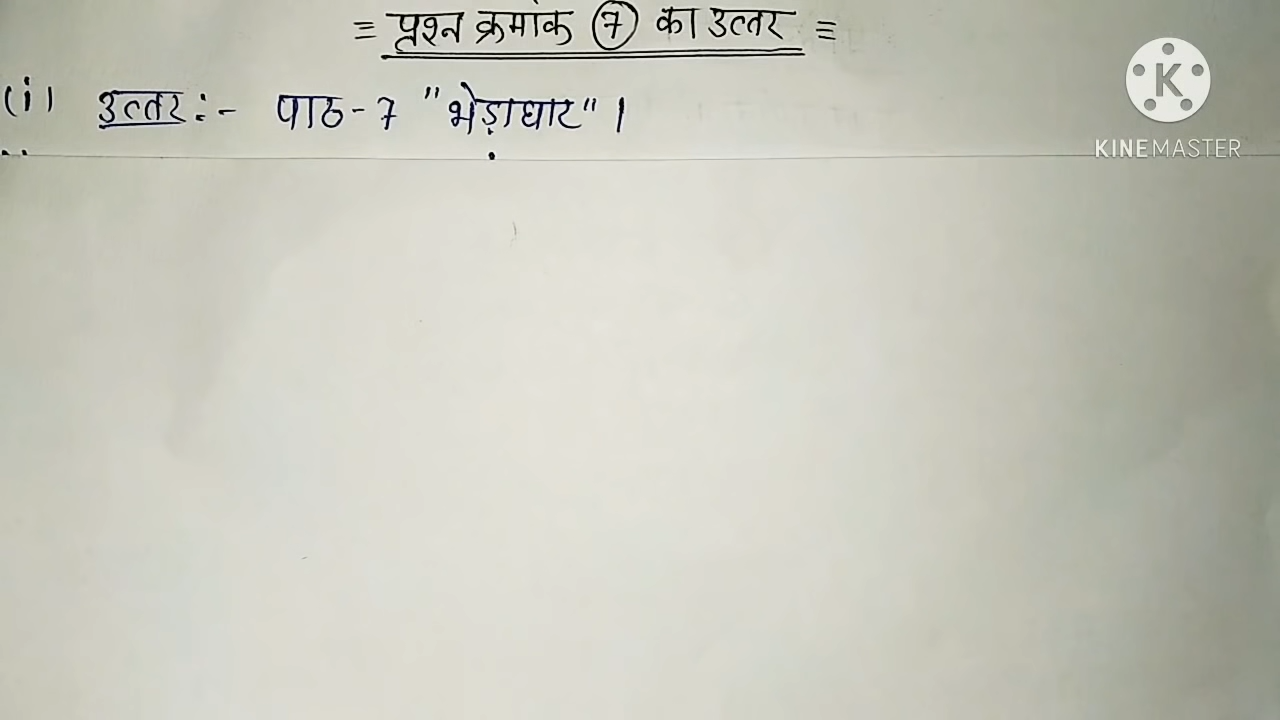 = प्रश्न क्रमांक ⑦ का उत्तर =
(i) उत्तर:- पाठ-7 "भेड़ाघाट"।
K
KINEMASTER